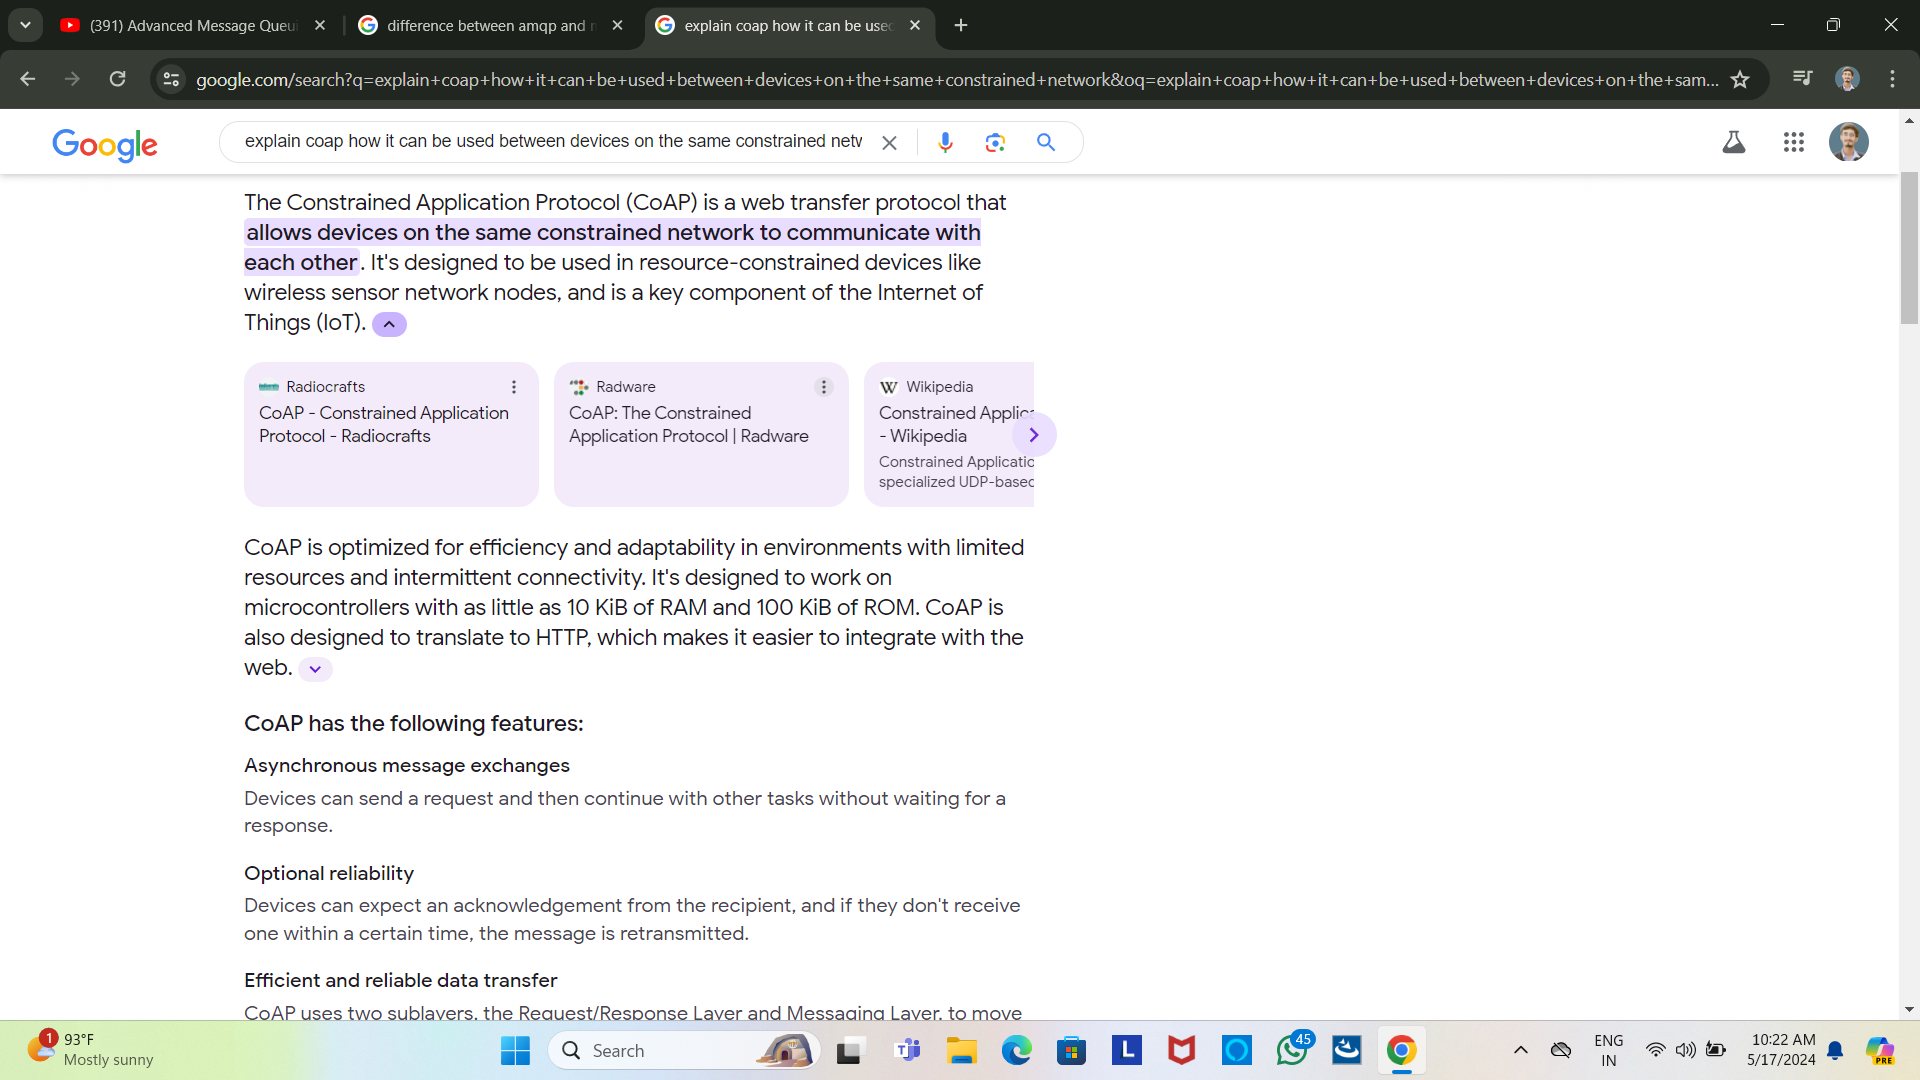 (391) Advanced Message Queui
difference between amqp and
explain coap how it can be used
google.com/search?q=explain+coap+how+it+can+be+used+between+devices+on+the+same+constrained+network&oq=explain+coap+how+it+can+be+used+between+devices+on+the+sam...
Google
explain coap how it can be used between devices on the same constrained netw
The Constrained Application Protocol (CoAP) is a web transfer protocol that
allows devices on the same constrained network to communicate with
each other. It's designed to be used in resource-constrained devices like
wireless sensor network nodes, and is a key component of the Internet of
Things (IoT).
Radiocrafts
CoAP - Constrained Application
Protocol - Radiocrafts
Radware
CoAP: The Constrained
Application Protocol | Radware
W Wikipedia
Constrained Applic
- Wikipedia
Constrained Applicatio
specialized UDP-based
CoAP is optimized for efficiency and adaptability in environments with limited
resources and intermittent connectivity. It's designed to work on
microcontrollers with as little as 10 KiB of RAM and 100 KiB of ROM. CoAP is
also designed to translate to HTTP, which makes it easier to integrate with the
web.
CoAP has the following features:
Asynchronous message exchanges
Devices can send a request and then continue with other tasks without waiting for a
response.
Optional reliability
Devices can expect an acknowledgement from the recipient, and if they don't receive
one within a certain time, the message is retransmitted.
Efficient and reliable data transfer
CoAP uses two sublayers, the Request/Response Layer and Messaging Layer, to move
1
93°F
Mostly sunny
Search
L
45
ENG
IN
10:22 AM
5/17/2024
PRE